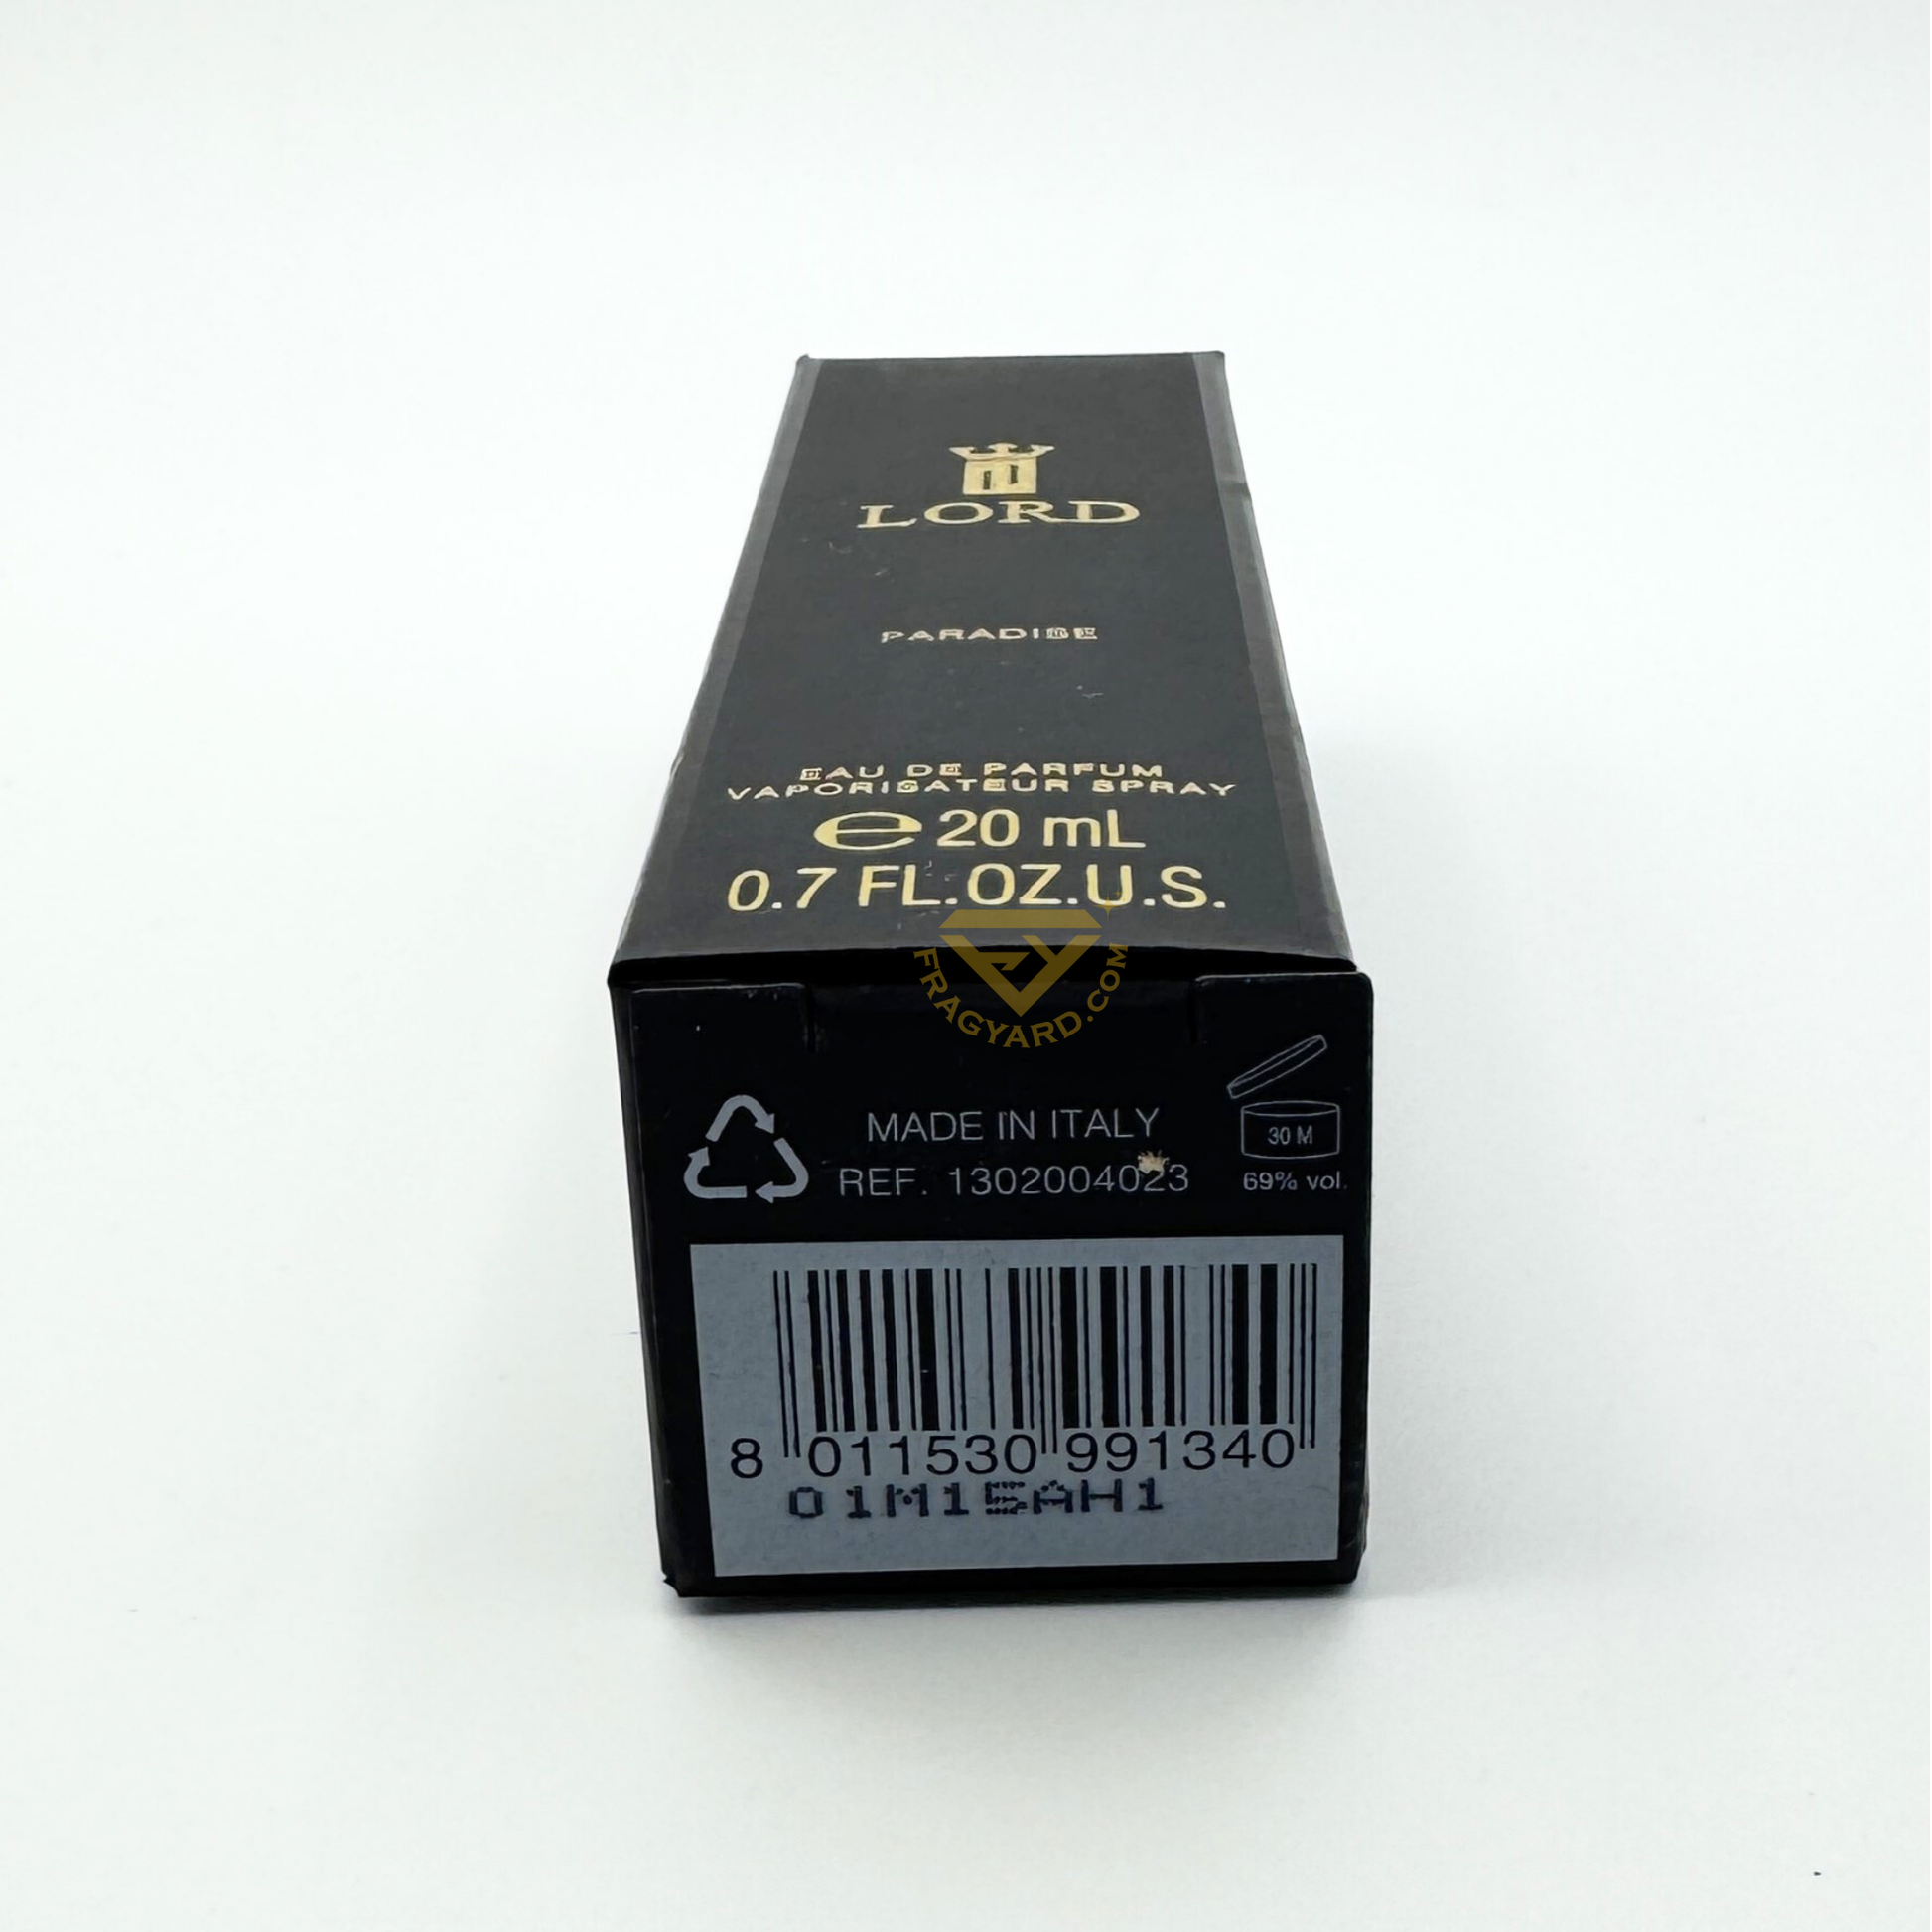 LORD
PARADISE
EAU DE PARFUM
VAPORISATEUR SPRAY
℮ 20 mL
0.7 FL.OZ.U.S.
FRAGYARD.COM
MADE IN ITALY
REF. 1302004023
30 M
69% vol.
8 011530 991340
01M15AH1